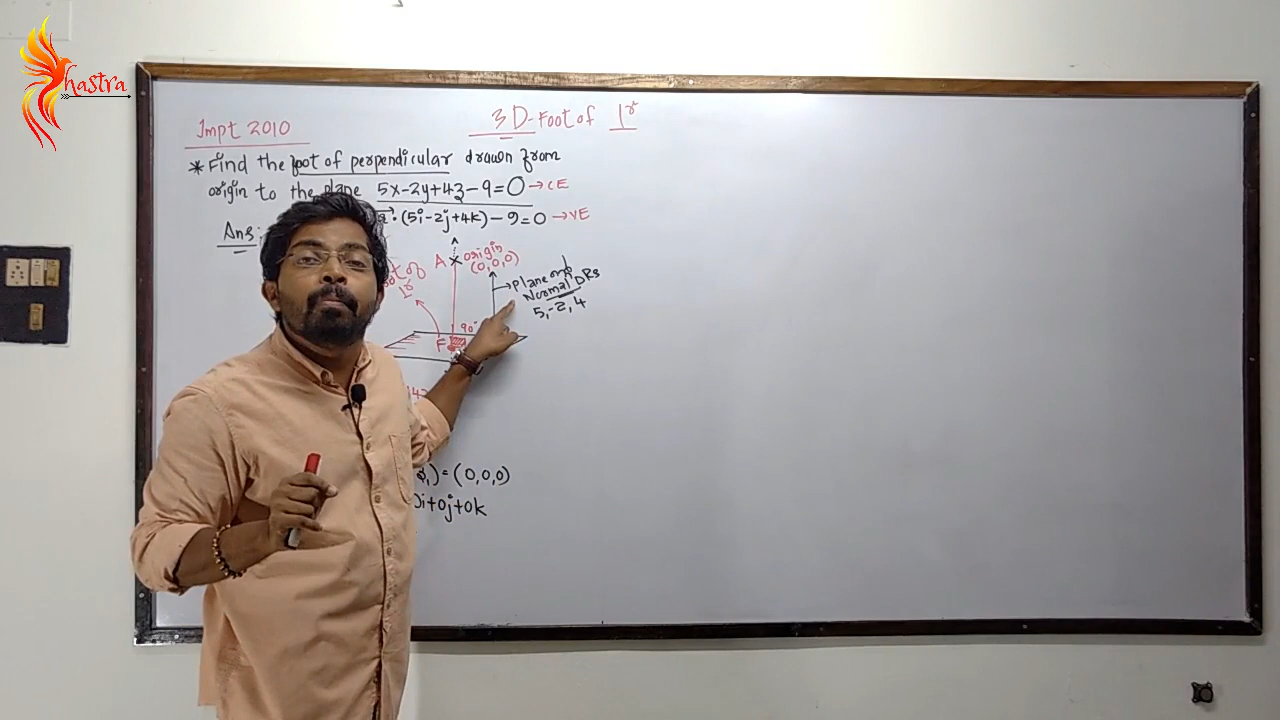 hastra
Impt 2010
3D-Foot of ⊥r
* Find the foot of perpendicular drawn from
origin to the plane 5x-2y+4z-9=0 →CE
·(5i-2j+4k)-9=0 →VE
Ans:
A origin
(0,0,0)
Normal DRs
5,-2,4
90°
F
)=(0,0,0)
0i+0j+0k